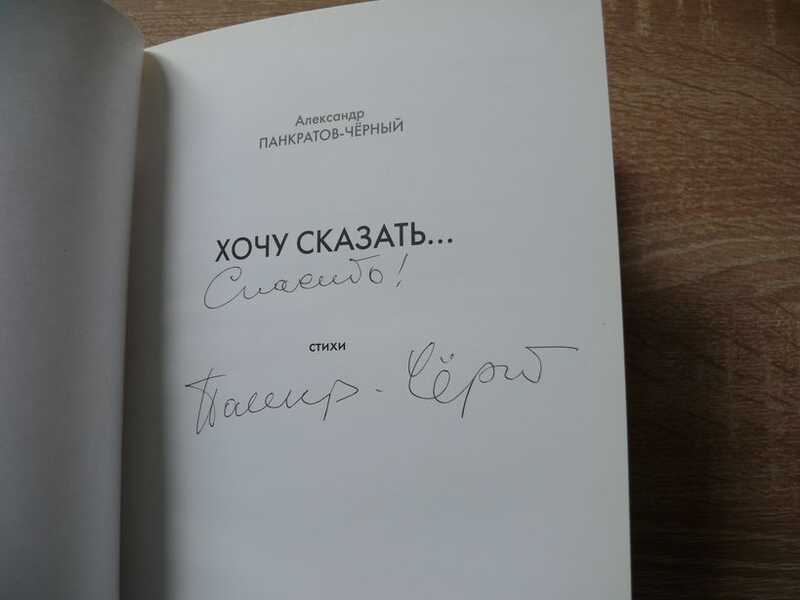 Александр
ПАНКРАТОВ-ЧЁРНЫЙ
ХОЧУ СКАЗАТЬ...
Спасибо!
стихи